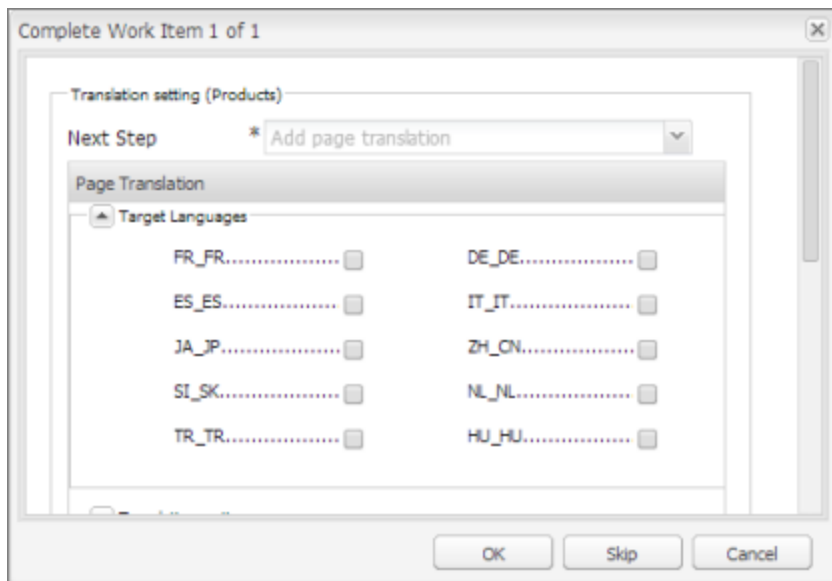 Complete Work Item 1 of 1
Translation setting (Products)
Next Step * Add page translation
Page Translation
Target Languages
FR_FR................... DE_DE...................
ES_ES................... IT_IT...................
JA_JP................... ZH_CN...................
SI_SK................... NL_NL...................
TR_TR................... HU_HU...................
OK Skip Cancel